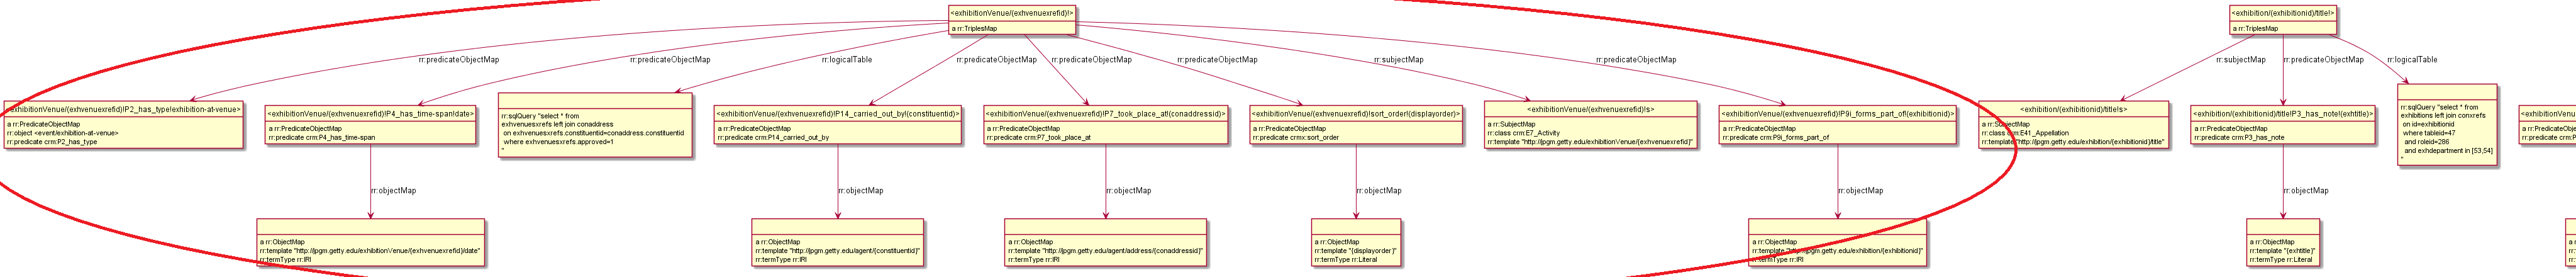 <exhibitionVenue/(exhvenuexrefid)!>
a rr:TriplesMap
rr:predicateObjectMap
rr:predicateObjectMap
rr:logicalTable
rr:predicateObjectMap
rr:predicateObjectMap
rr:predicateObjectMap
rr:subjectMap
rr:predicateObjectMap
<exhibitionVenue/(exhvenuexrefid)!P2_has_type!exhibition-at-venue>
a rr:PredicateObjectMap
rr:object <event/exhibition-at-venue>
rr:predicate crm:P2_has_type
<exhibitionVenue/(exhvenuexrefid)!P4_has_time-span!date>
a rr:PredicateObjectMap
rr:predicate crm:P4_has_time-span
rr:sqlQuery "select * from
exhvenuesxrefs left join conaddress
on exhvenuesxrefs.constituentid=conaddress.constituentid
where exhvenuesxrefs.approved=1
"
<exhibitionVenue/(exhvenuexrefid)!P14_carried_out_by!(constituentid)>
a rr:PredicateObjectMap
rr:predicate crm:P14_carried_out_by
<exhibitionVenue/(exhvenuexrefid)!P7_took_place_at!(conaddressid)>
a rr:PredicateObjectMap
rr:predicate crm:P7_took_place_at
<exhibitionVenue/(exhvenuexrefid)!sort_order!(displayorder)>
a rr:PredicateObjectMap
rr:predicate crmx:sort_order
<exhibitionVenue/(exhvenuexrefid)!s>
a rr:SubjectMap
rr:class crm:E7_Activity
rr:template "http://jpgm.getty.edu/exhibitionVenue/{exhvenuexrefid}"
<exhibitionVenue/(exhvenuexrefid)!P9i_forms_part_of(exhibitionid)>
a rr:PredicateObjectMap
rr:predicate crm:P9i_forms_part_of
rr:objectMap
rr:objectMap
rr:objectMap
rr:objectMap
rr:objectMap
a rr:ObjectMap
rr:template "http://jpgm.getty.edu/exhibitionVenue/{exhvenuexrefid}/date"
rr:termType rr:IRI
a rr:ObjectMap
rr:template "http://jpgm.getty.edu/agent/{constituentid}"
rr:termType rr:IRI
a rr:ObjectMap
rr:template "http://jpgm.getty.edu/agent/address/{conaddressid}"
rr:termType rr:IRI
a rr:ObjectMap
rr:template "{displayorder}"
rr:termType rr:Literal
a rr:ObjectMap
rr:template "http://jpgm.getty.edu/exhibition/{exhibitionid}"
rr:termType rr:IRI
<exhibition/(exhibitionid)/title!>
a rr:TriplesMap
rr:subjectMap
rr:predicateObjectMap
rr:logicalTable
<exhibition/(exhibitionid)/title!s>
a rr:SubjectMap
rr:class crm:E41_Appellation
rr:template "http://jpgm.getty.edu/exhibition/{exhibitionid}/title"
<exhibition/(exhibitionid)/title!P3_has_note!(exhtitle)>
a rr:PredicateObjectMap
rr:predicate crm:P3_has_note
rr:sqlQuery "select * from
exhibitions left join conxrefs
on id=exhibitionid
where tableid=47
and roleid=286
and exhdepartment in [53,54]
"
rr:objectMap
a rr:ObjectMap
rr:template "{exhtitle}"
rr:termType rr:Literal
<exhibitionVenu
a rr:PredicateOb
rr:predicate crm:P